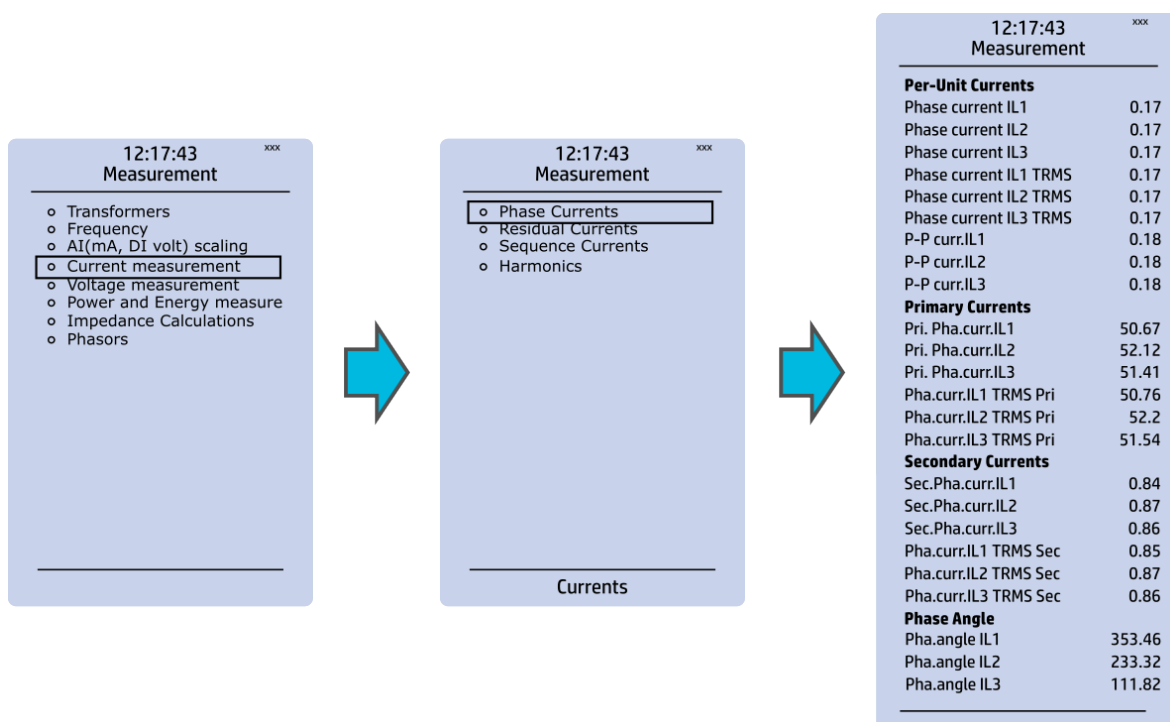 12:17:43 xxx
Measurement
Transformers
Frequency
AI(mA, DI volt) scaling
Current measurement
Voltage measurement
Power and Energy measure
Impedance Calculations
Phasors
12:17:43 xxx
Measurement
Phase Currents
Residual Currents
Sequence Currents
Harmonics
Currents
12:17:43 xxx
Measurement
Per-Unit Currents
Phase current IL1 0.17
Phase current IL2 0.17
Phase current IL3 0.17
Phase current IL1 TRMS 0.17
Phase current IL2 TRMS 0.17
Phase current IL3 TRMS 0.17
P-P curr.IL1 0.18
P-P curr.IL2 0.18
P-P curr.IL3 0.18
Primary Currents
Pri. Pha.curr.IL1 50.67
Pri. Pha.curr.IL2 52.12
Pri. Pha.curr.IL3 51.41
Pha.curr.IL1 TRMS Pri 50.76
Pha.curr.IL2 TRMS Pri 52.2
Pha.curr.IL3 TRMS Pri 51.54
Secondary Currents
Sec.Pha.curr.IL1 0.84
Sec.Pha.curr.IL2 0.87
Sec.Pha.curr.IL3 0.86
Pha.curr.IL1 TRMS Sec 0.85
Pha.curr.IL2 TRMS Sec 0.87
Pha.curr.IL3 TRMS Sec 0.86
Phase Angle
Pha.angle IL1 353.46
Pha.angle IL2 233.32
Pha.angle IL3 111.82